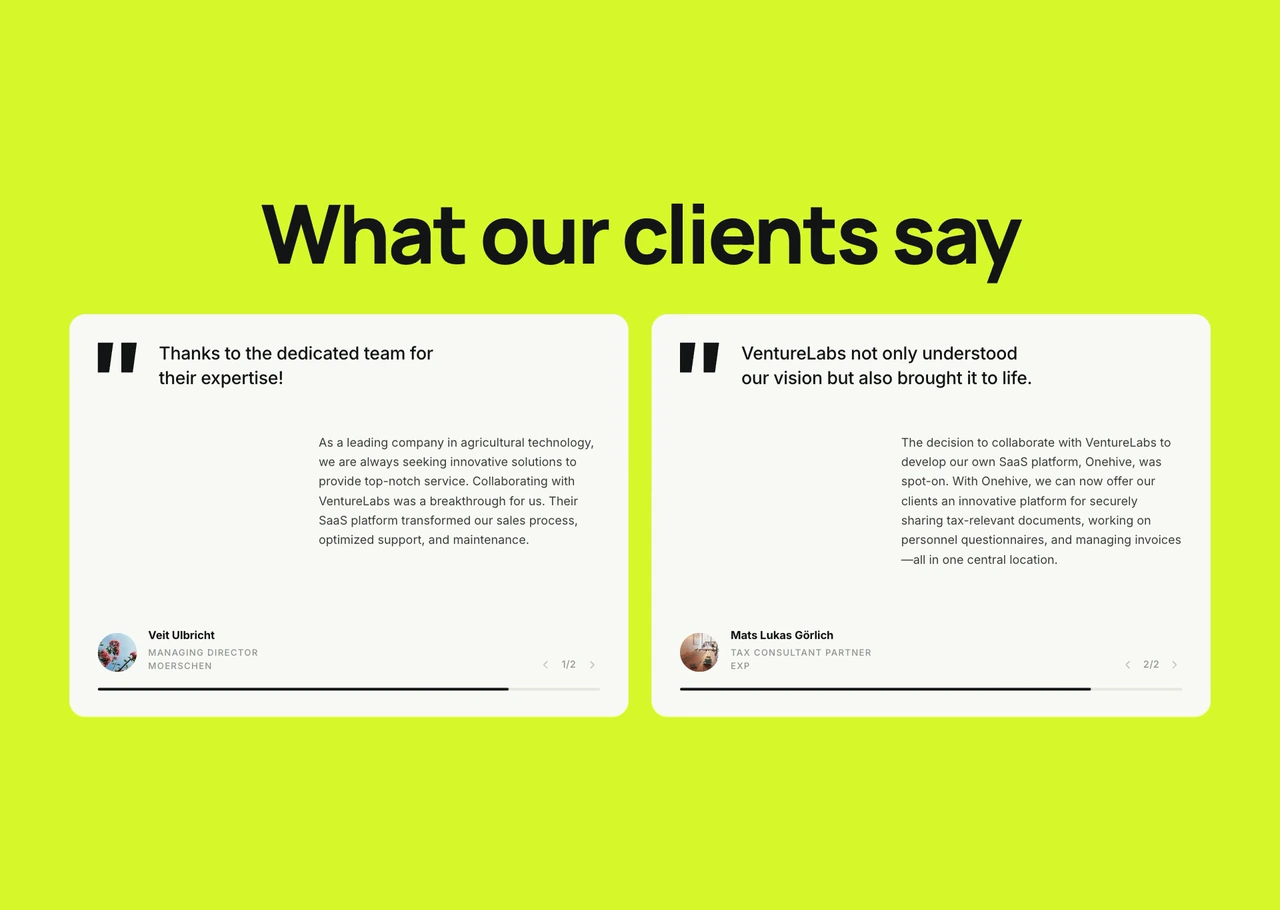 What our clients say
" Thanks to the dedicated team for
their expertise!
As a leading company in agricultural technology,
we are always seeking innovative solutions to
provide top-notch service. Collaborating with
VentureLabs was a breakthrough for us. Their
SaaS platform transformed our sales process,
optimized support, and maintenance.
Veit Ulbricht
MANAGING DIRECTOR
MOERSCHEN
1/2
" VentureLabs not only understood
our vision but also brought it to life.
The decision to collaborate with VentureLabs to
develop our own SaaS platform, Onehive, was
spot-on. With Onehive, we can now offer our
clients an innovative platform for securely
sharing tax-relevant documents, working on
personnel questionnaires, and managing invoices
—all in one central location.
Mats Lukas Görlich
TAX CONSULTANT PARTNER
EXP
2/2